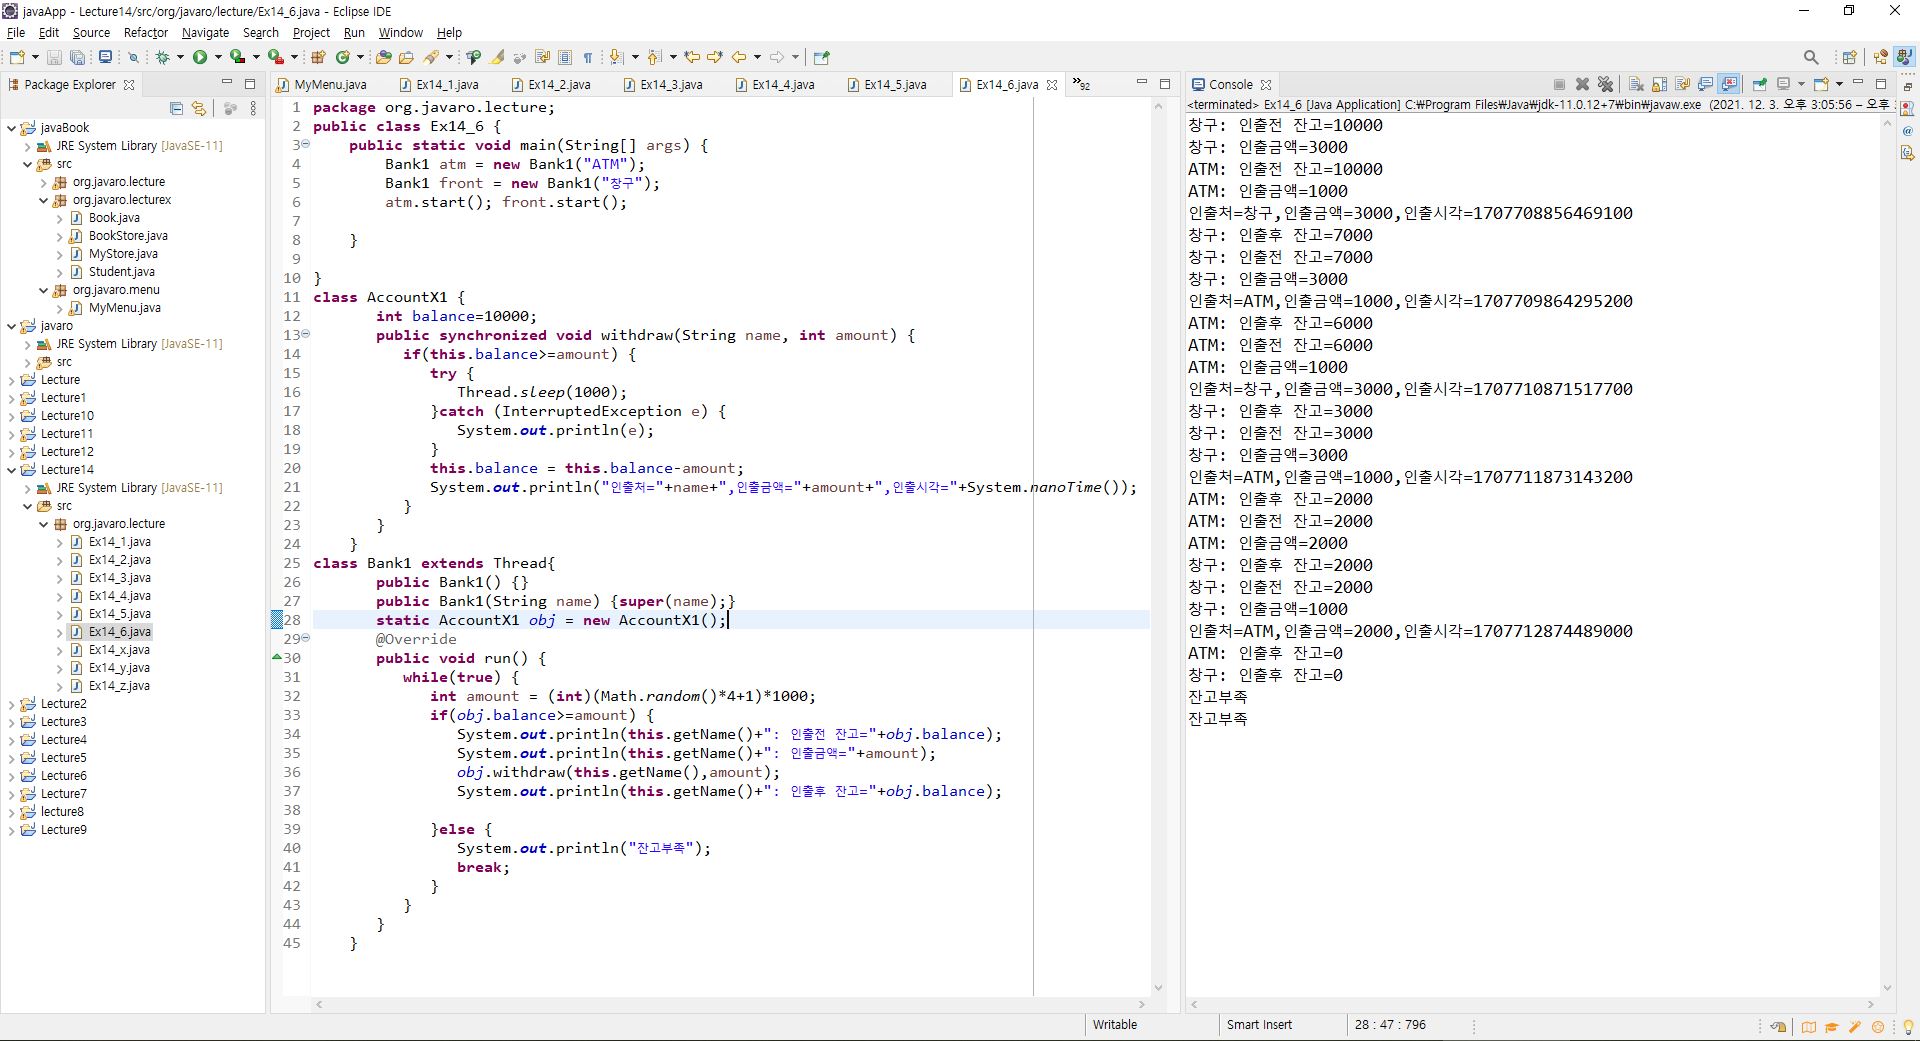 javaApp - Lecture14/src/org/javaro/lecture/Ex14_6.java - Eclipse IDE
File Edit Source Refactor Navigate Search Project Run Window Help
Package Explorer
javaBook
JRE System Library [JavaSE-11]
src
org.javaro.lecture
org.javaro.lecturex
Book.java
BookStore.java
MyStore.java
Student.java
org.javaro.menu
MyMenu.java
javaro
JRE System Library [JavaSE-11]
src
Lecture
Lecture1
Lecture10
Lecture11
Lecture12
Lecture14
JRE System Library [JavaSE-11]
src
org.javaro.lecture
Ex14_1.java
Ex14_2.java
Ex14_3.java
Ex14_4.java
Ex14_5.java
Ex14_6.java
Ex14_x.java
Ex14_y.java
Ex14_z.java
Lecture2
Lecture3
Lecture4
Lecture5
Lecture6
Lecture7
lecture8
Lecture9
MyMenu.java Ex14_1.java Ex14_2.java Ex14_3.java Ex14_4.java Ex14_5.java Ex14_6.java »92
1 package org.javaro.lecture;
2 public class Ex14_6 {
3 public static void main(String[] args) {
4 Bank1 atm = new Bank1("ATM");
5 Bank1 front = new Bank1("창구");
6 atm.start(); front.start();
7
8 }
9
10 }
11 class AccountX1 {
12 int balance=10000;
13 public synchronized void withdraw(String name, int amount) {
14 if(this.balance>=amount) {
15 try {
16 Thread.sleep(1000);
17 }catch (InterruptedException e) {
18 System.out.println(e);
19 }
20 this.balance = this.balance-amount;
21 System.out.println("인출처="+name+",인출금액="+amount+",인출시각="+System.nanoTime());
22 }
23 }
24 }
25 class Bank1 extends Thread{
26 public Bank1() {}
27 public Bank1(String name) {super(name);}
28 static AccountX1 obj = new AccountX1();
29 @Override
30 public void run() {
31 while(true) {
32 int amount = (int)(Math.random()*4+1)*1000;
33 if(obj.balance>=amount) {
34 System.out.println(this.getName()+": 인출전 잔고="+obj.balance);
35 System.out.println(this.getName()+": 인출금액="+amount);
36 obj.withdraw(this.getName(),amount);
37 System.out.println(this.getName()+": 인출후 잔고="+obj.balance);
38
39 }else {
40 System.out.println("잔고부족");
41 break;
42 }
43 }
44 }
45 }
Console
<terminated> Ex14_6 [Java Application] C:₩Program Files₩Java₩jdk-11.0.12+7₩bin₩javaw.exe (2021. 12. 3. 오후 3:05:56 – 오후
창구: 인출전 잔고=10000
창구: 인출금액=3000
ATM: 인출전 잔고=10000
ATM: 인출금액=1000
인출처=창구,인출금액=3000,인출시각=1707708856469100
창구: 인출후 잔고=7000
창구: 인출전 잔고=7000
창구: 인출금액=3000
인출처=ATM,인출금액=1000,인출시각=1707709864295200
ATM: 인출후 잔고=6000
ATM: 인출전 잔고=6000
ATM: 인출금액=1000
인출처=창구,인출금액=3000,인출시각=1707710871517700
창구: 인출후 잔고=3000
창구: 인출전 잔고=3000
창구: 인출금액=3000
인출처=ATM,인출금액=1000,인출시각=1707711873143200
ATM: 인출후 잔고=2000
ATM: 인출전 잔고=2000
ATM: 인출금액=2000
창구: 인출후 잔고=2000
창구: 인출전 잔고=2000
창구: 인출금액=1000
인출처=ATM,인출금액=2000,인출시각=1707712874489000
ATM: 인출후 잔고=0
창구: 인출후 잔고=0
잔고부족
잔고부족
Writable Smart Insert 28 : 47 : 796